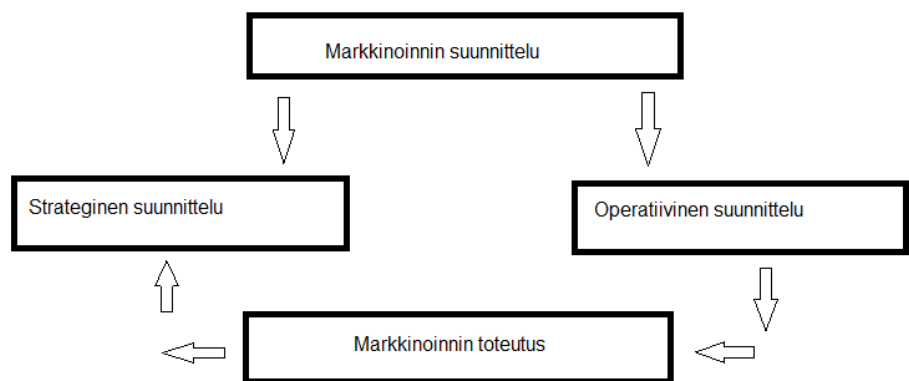 Markkinoinnin suunnittelu
Strateginen suunnittelu
Operatiivinen suunnittelu
Markkinoinnin toteutus